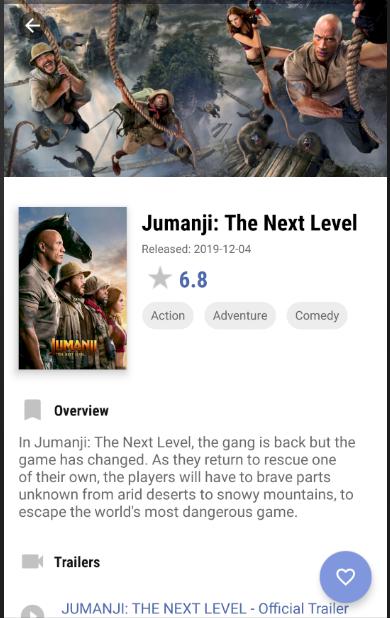 Jumanji: The Next Level
Released: 2019-12-04
6.8
Action Adventure Comedy
JUMANJI
THE NEXT LEVEL
Overview
In Jumanji: The Next Level, the gang is back but the
game has changed. As they return to rescue one
of their own, the players will have to brave parts
unknown from arid deserts to snowy mountains, to
escape the world's most dangerous game.
Trailers
JUMANJI: THE NEXT LEVEL - Official Trailer